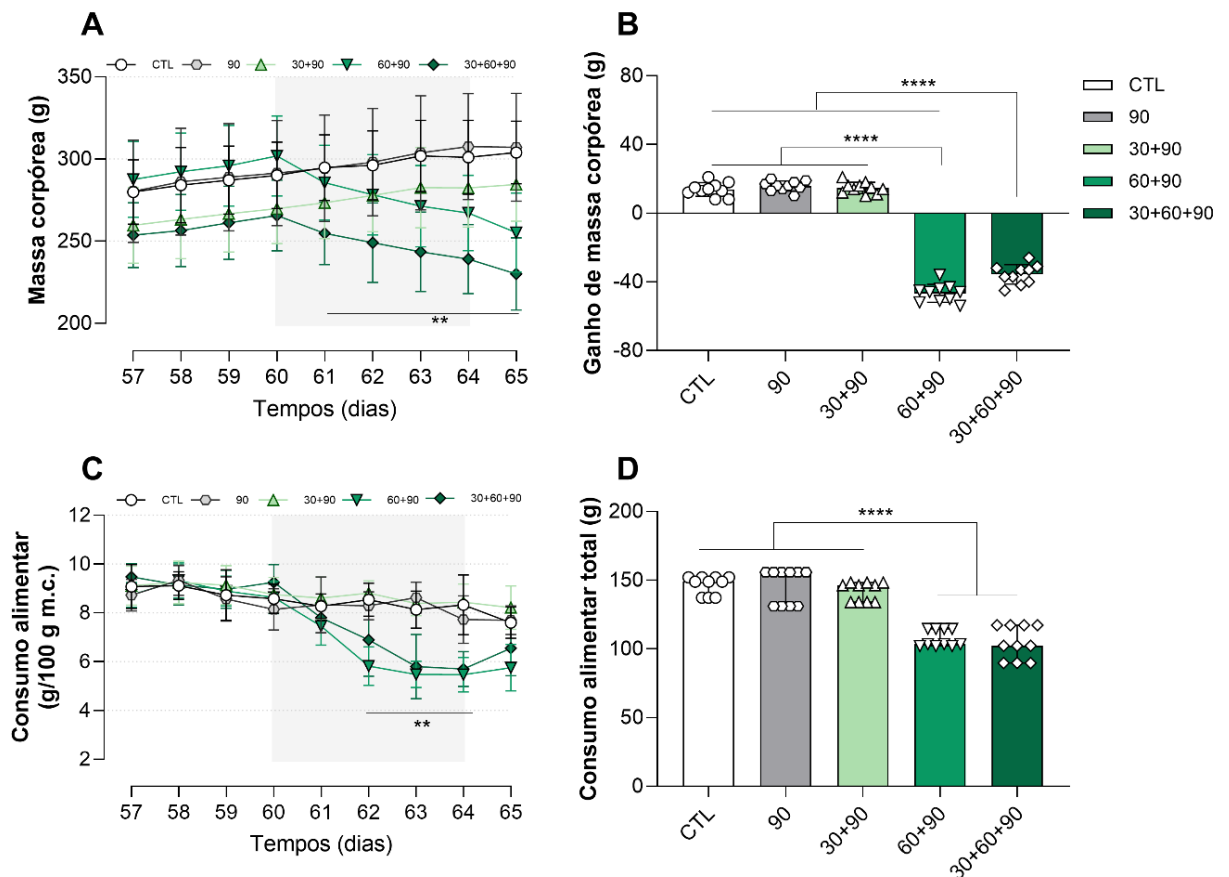 A
CTL 90 30+90 60+90 30+60+90
Massa corpórea (g)
350
300
250
200
**
57 58 59 60 61 62 63 64 65
Tempos (dias)
B
Ganho de massa corpórea (g)
80
40
0
-40
-80
****
****
CTL
90
30+90
60+90
30+60+90
CTL
90
30+90
60+90
30+60+90
C
CTL 90 30+90 60+90 30+60+90
Consumo alimentar
(g/100 g m.c.)
12
10
8
6
4
2
**
57 58 59 60 61 62 63 64 65
Tempos (dias)
D
Consumo alimentar total (g)
200
150
100
50
0
****
CTL
90
30+90
60+90
30+60+90